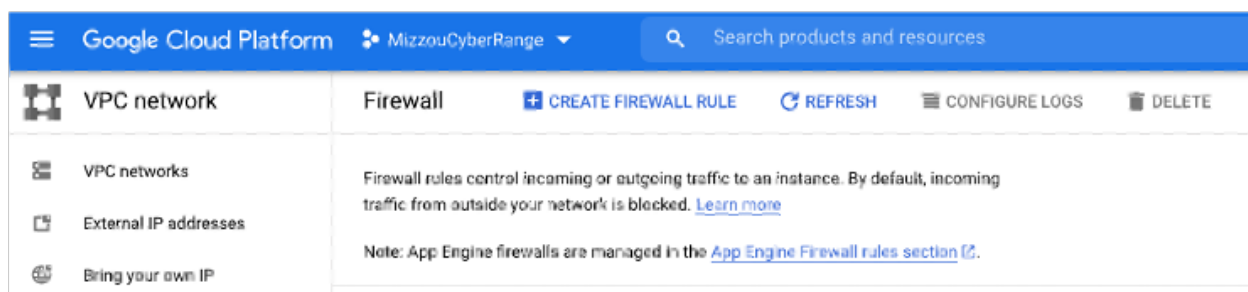 Google Cloud Platform MizzouCyberRange Search products and resources
VPC network
Firewall CREATE FIREWALL RULE REFRESH CONFIGURE LOGS DELETE
VPC networks
External IP addresses
Bring your own IP
Firewall rules control incoming or outgoing traffic to an instance. By default, incoming
traffic from outside your network is blocked. Learn more
Note: App Engine firewalls are managed in the App Engine Firewall rules section.